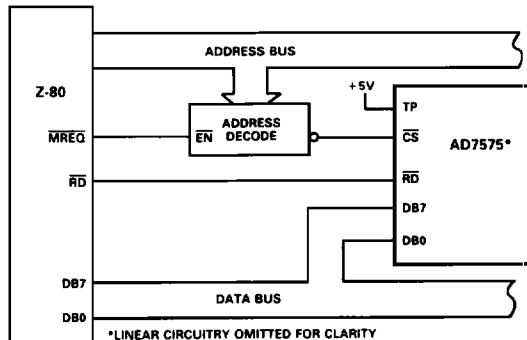 ADDRESS BUS
Z-80
+5V
TP
ADDRESS
DECODE
MREQ
EN
CS
AD7575*
RD
RD
DB7
DB0
DB7
DATA BUS
DB0
*LINEAR CIRCUITRY OMITTED FOR CLARITY